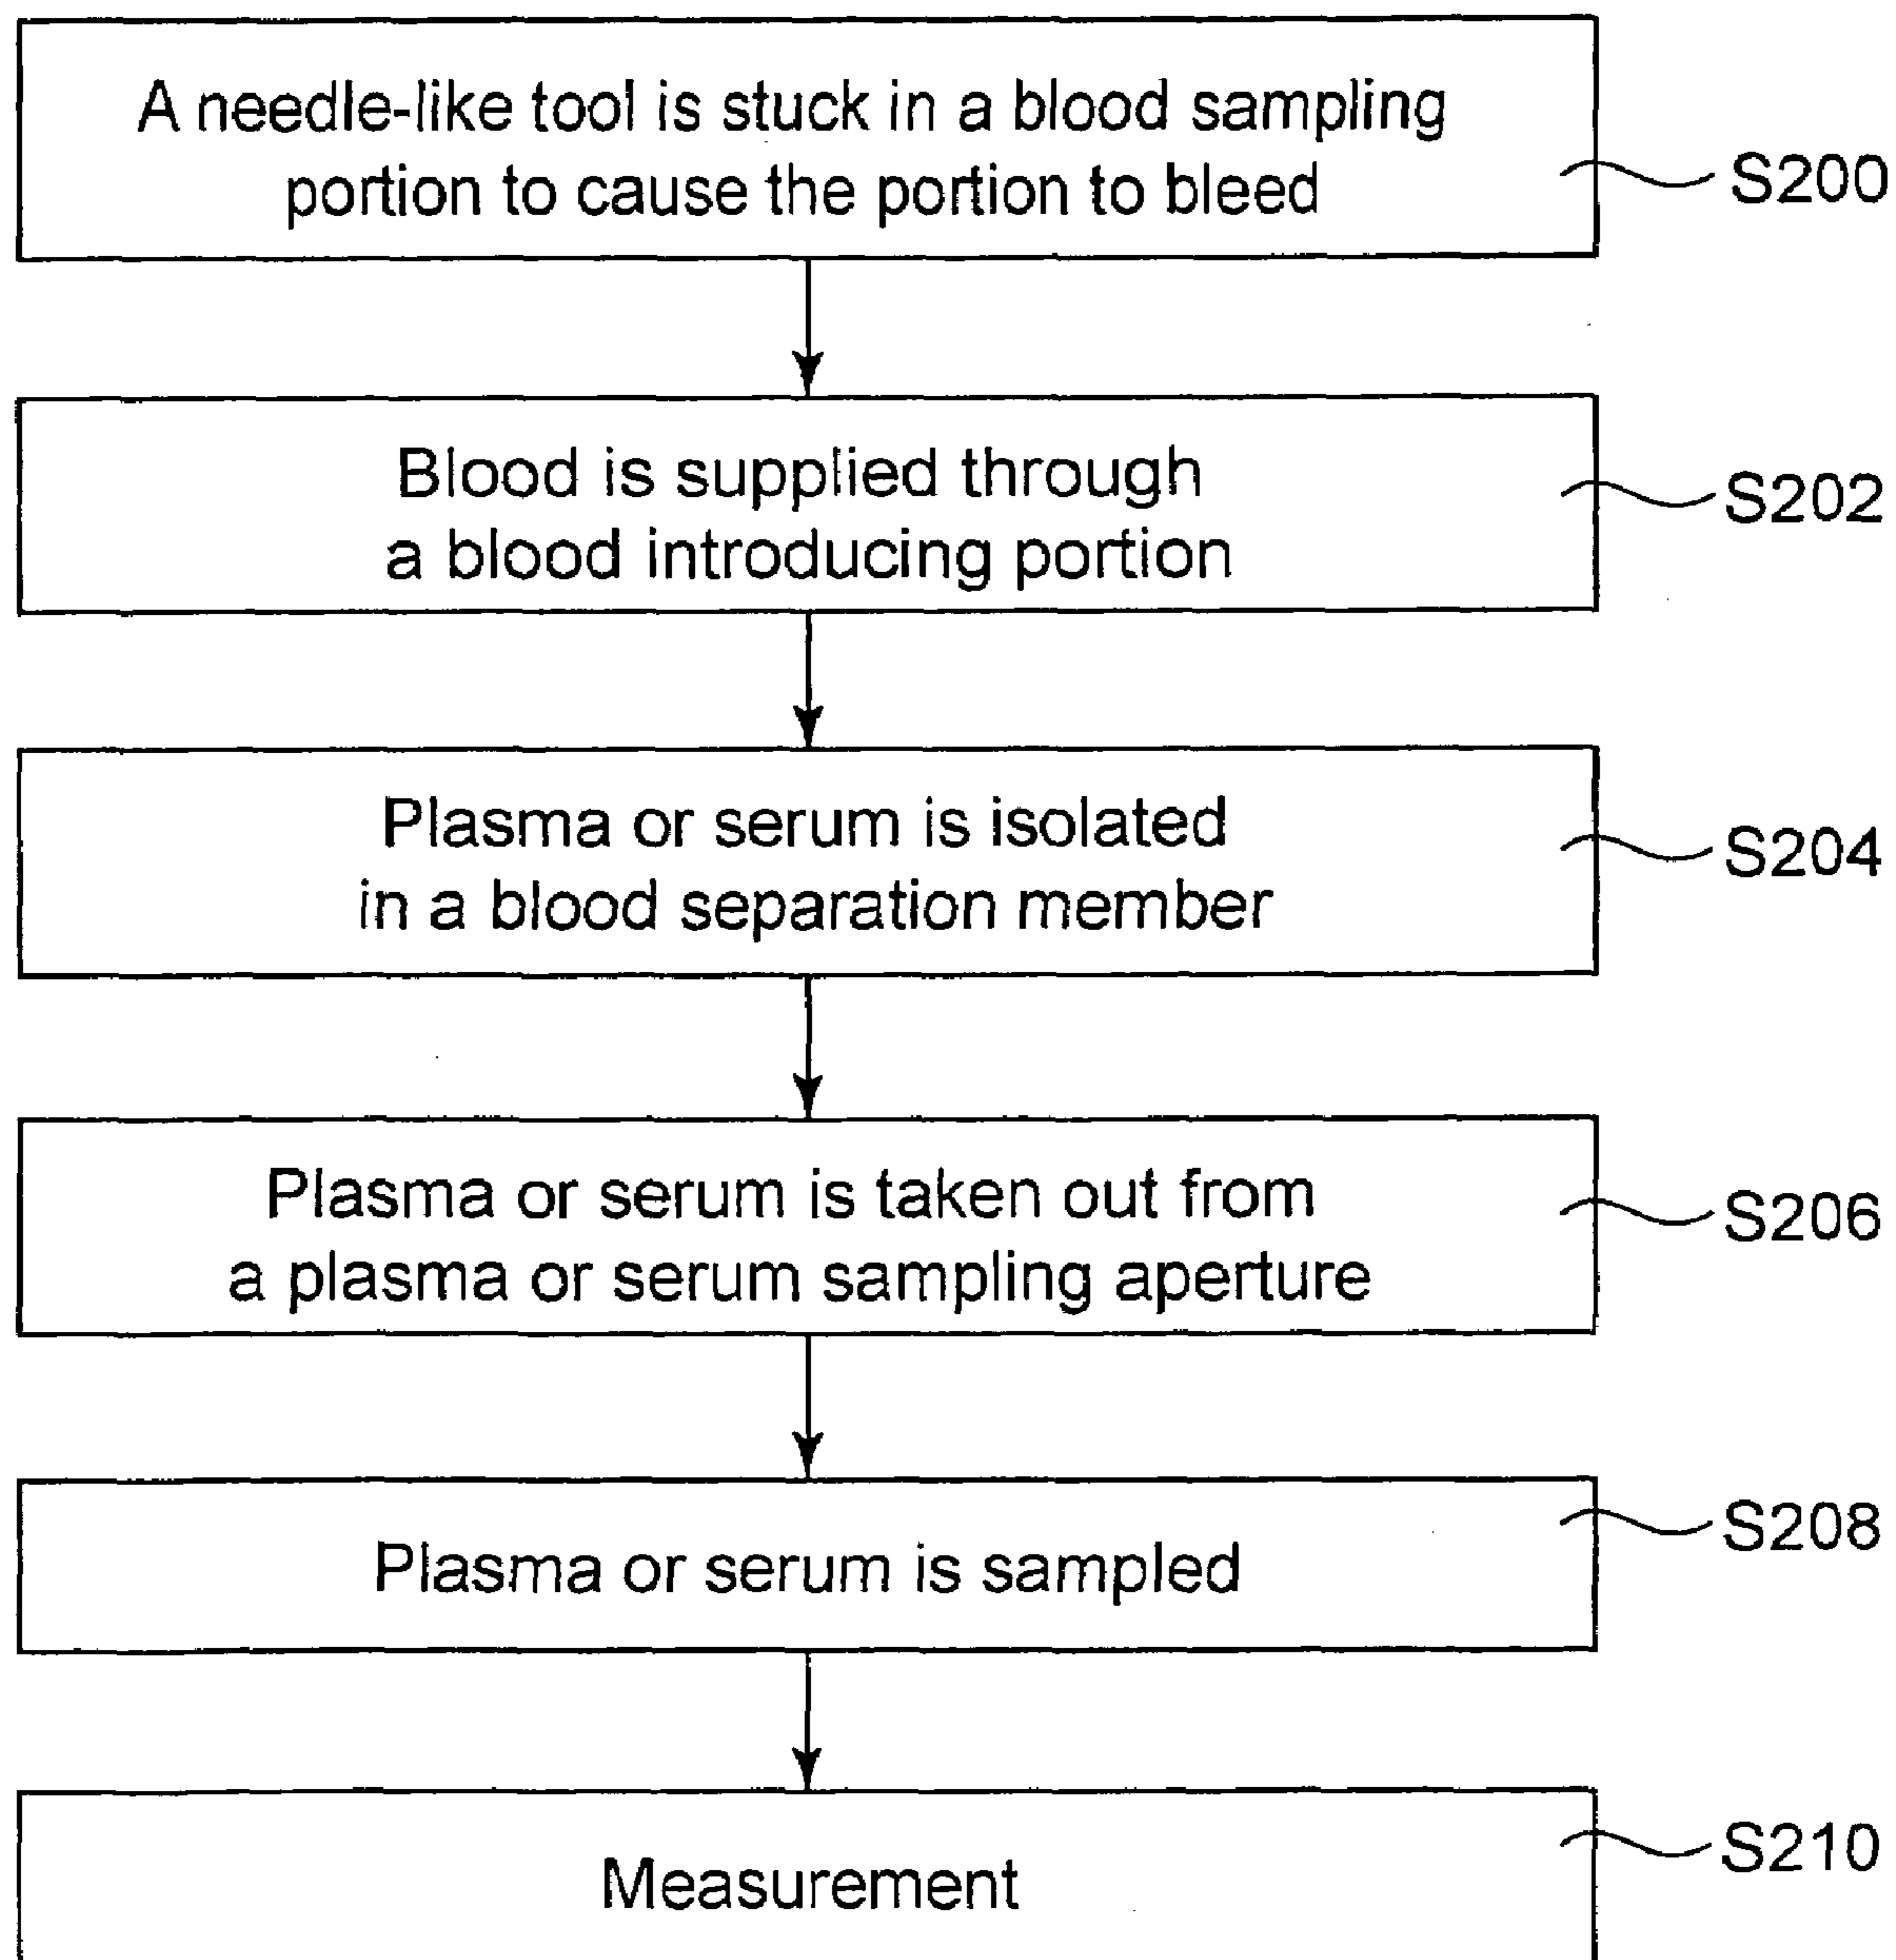 A needle-like tool is stuck in a blood sampling
portion to cause the portion to bleed
S200
Blood is supplied through
a blood introducing portion
S202
Plasma or serum is isolated
in a blood separation member
S204
Plasma or serum is taken out from
a plasma or serum sampling aperture
S206
Plasma or serum is sampled
S208
Measurement
S210